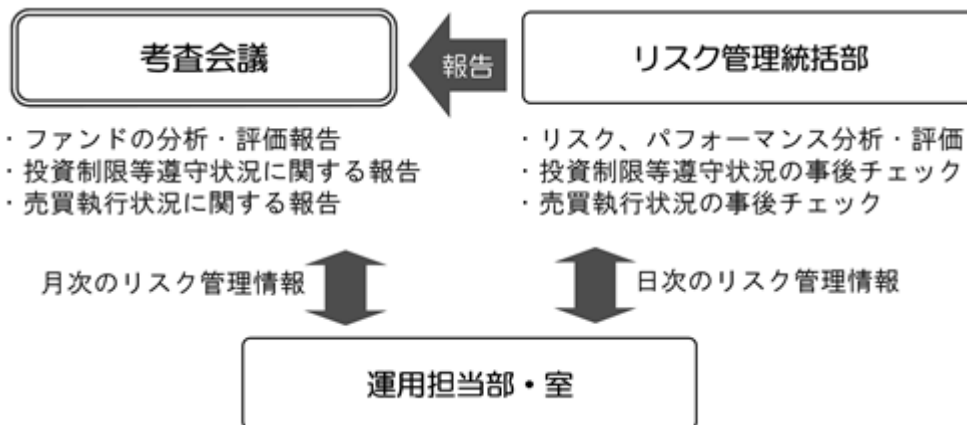 考査会議
報告
リスク管理統括部
・ファンドの分析・評価報告
・投資制限等遵守状況に関する報告
・売買執行状況に関する報告
・リスク、パフォーマンス分析・評価
・投資制限等遵守状況の事後チェック
・売買執行状況の事後チェック
月次のリスク管理情報
日次のリスク管理情報
運用担当部・室